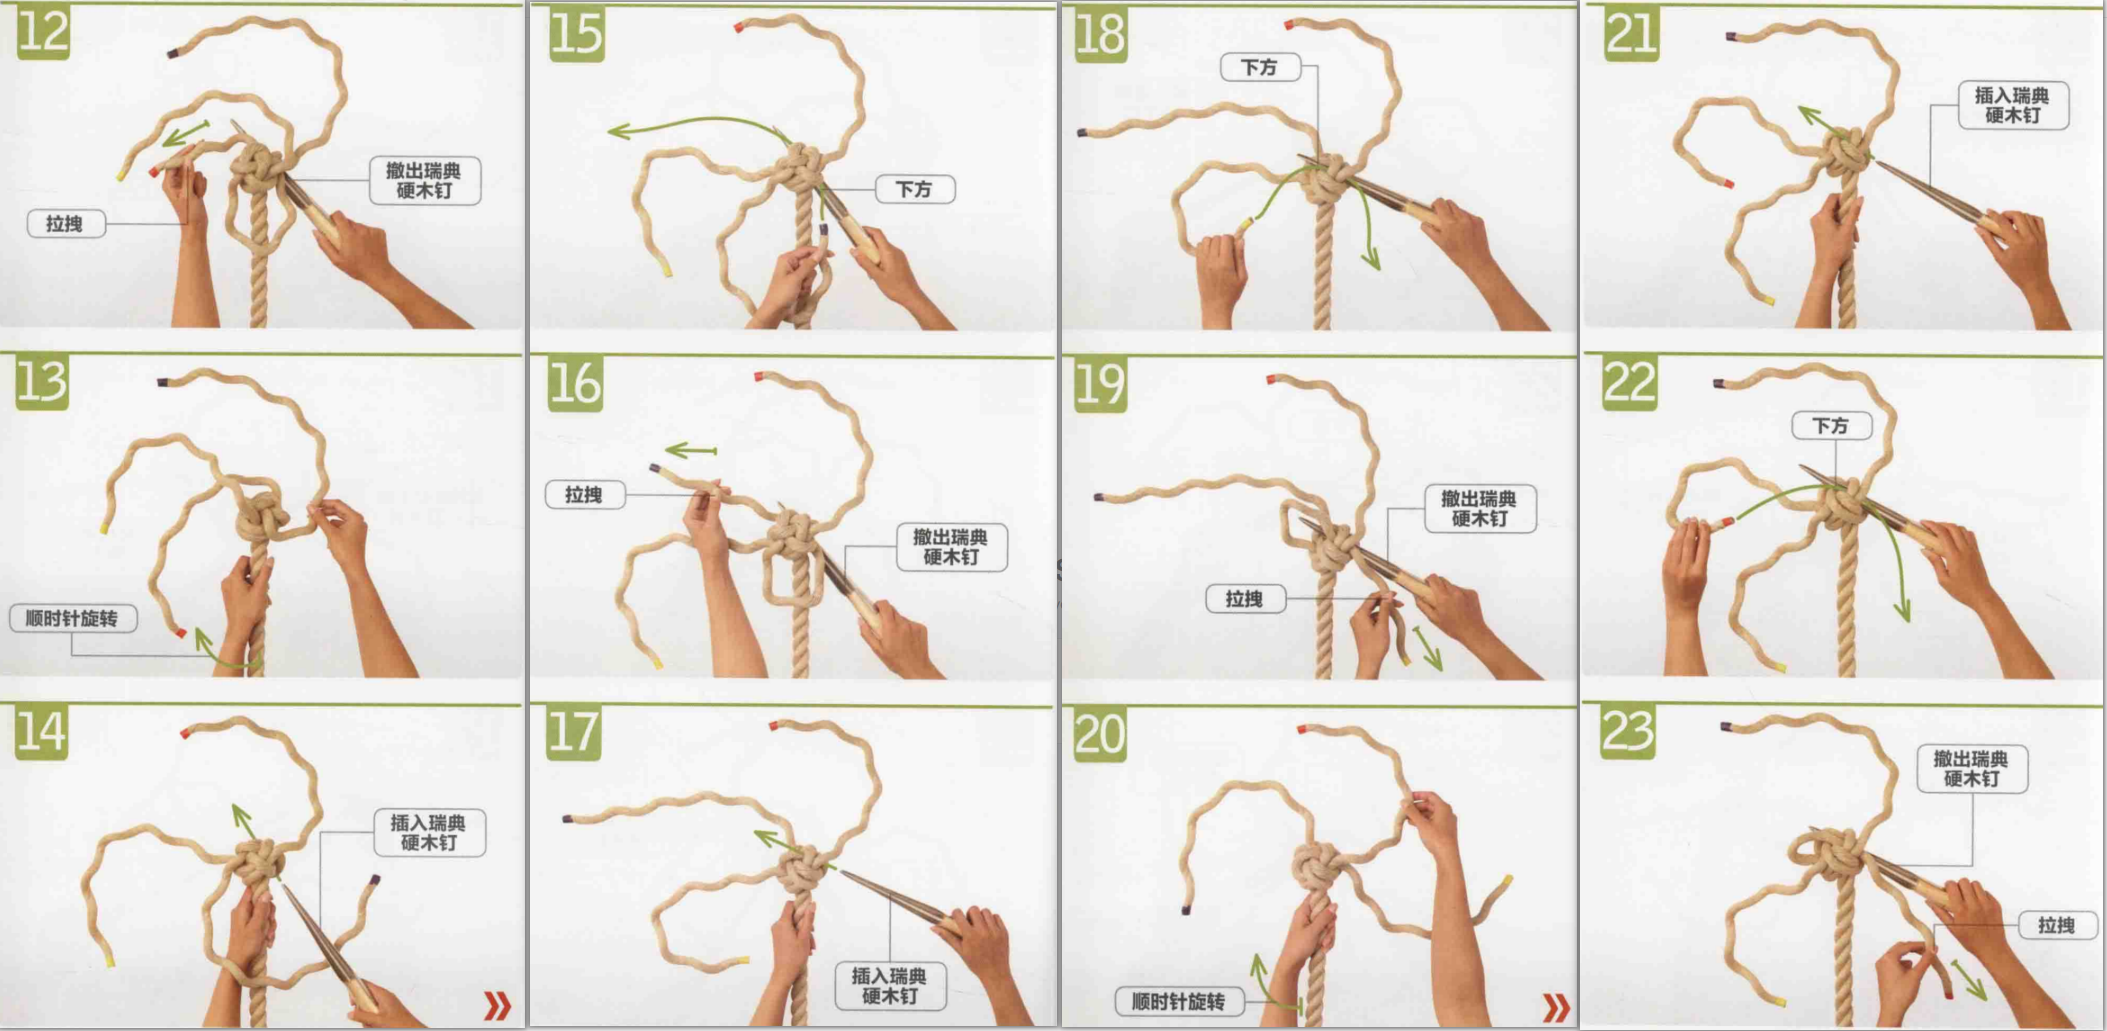 12
撤出瑞典
硬木钉
拉拽
13
顺时针旋转
14
插入瑞典
硬木钉
15
下方
16
拉拽
撤出瑞典
硬木钉
17
插入瑞典
硬木钉
18
下方
19
撤出瑞典
硬木钉
拉拽
20
顺时针旋转
21
插入瑞典
硬木钉
22
下方
23
撤出瑞典
硬木钉
拉拽